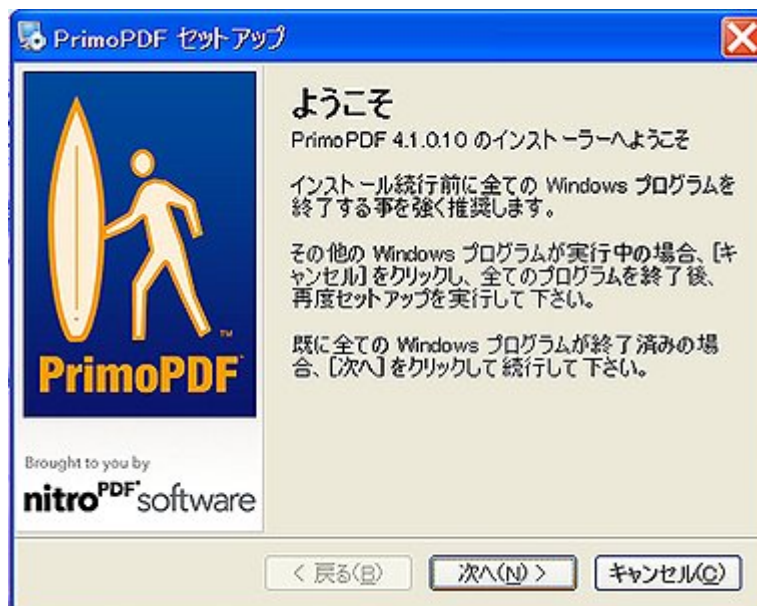 PrimoPDF セットアップ
ようこそ
PrimoPDF 4.1.0.10 のインストーラーへようこそ
インストール続行前に全ての Windows プログラムを
終了する事を強く推奨します。
その他の Windows プログラムが実行中の場合、[キ
ャンセル]をクリックし、全てのプログラムを終了後、
再度セットアップを実行して下さい。
既に全ての Windows プログラムが終了済みの場
合、[次へ]をクリックして続行して下さい。
TM
PrimoPDF
Brought to you by
nitroPDF software
< 戻る(B)
次へ(N) >
キャンセル(C)